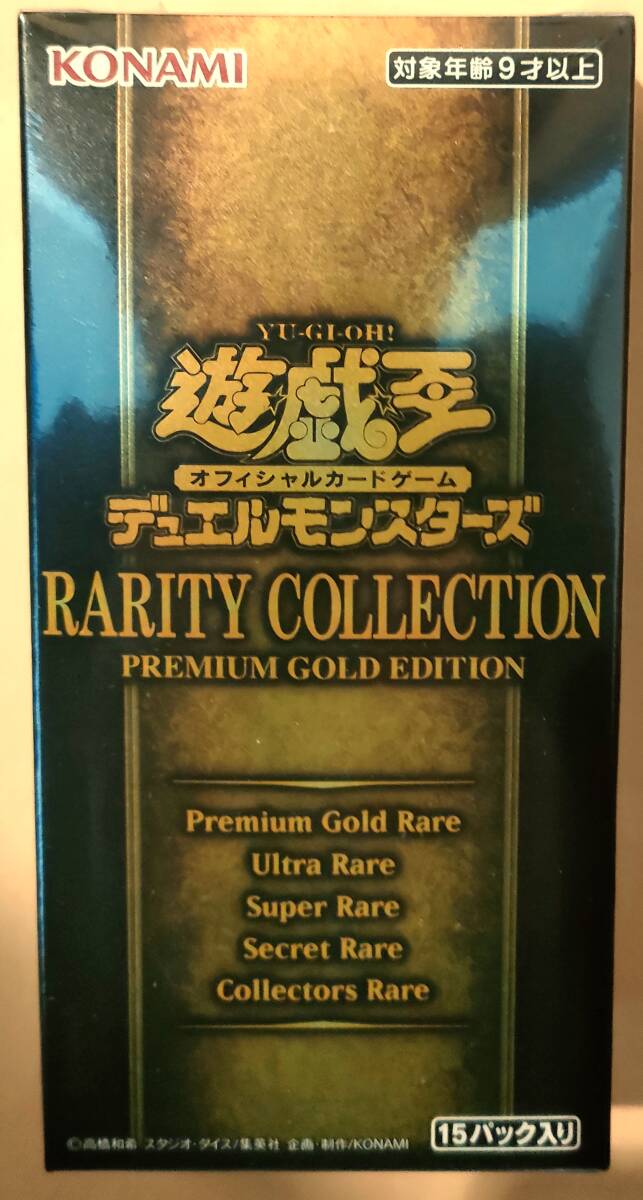 KONAMI
対象年齢9才以上
YU-GI-OH!
遊戯王
オフィシャルカードゲーム
デュエルモンスターズ
RARITY COLLECTION
PREMIUM GOLD EDITION
Premium Gold Rare
Ultra Rare
Super Rare
Secret Rare
Collectors Rare
©高橋和希 スタジオ・ダイス/集英社 企画・制作/KONAMI
15パック入り